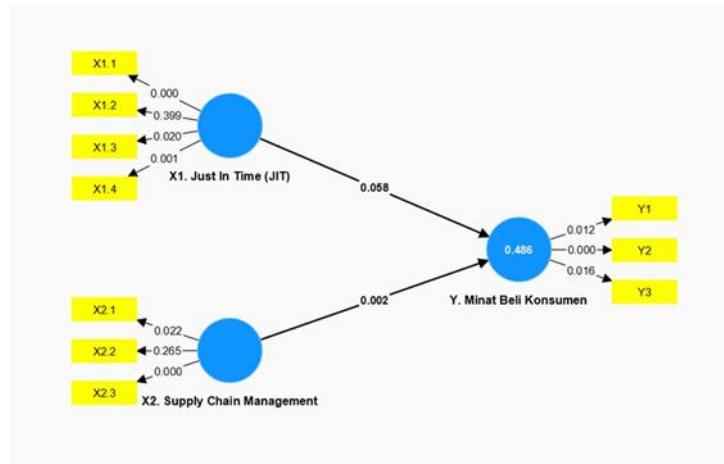 X1.1
0.000
X1.2
0.399
X1.3
0.020
0.001
X1.4
X1. Just In Time (JIT)
0.058
Y1
0.012
0.486
0.000
Y2
0.016
Y3
Y. Minat Beli Konsumen
0.002
X2.1
0.022
X2.2
0.265
0.000
X2.3
X2. Supply Chain Management